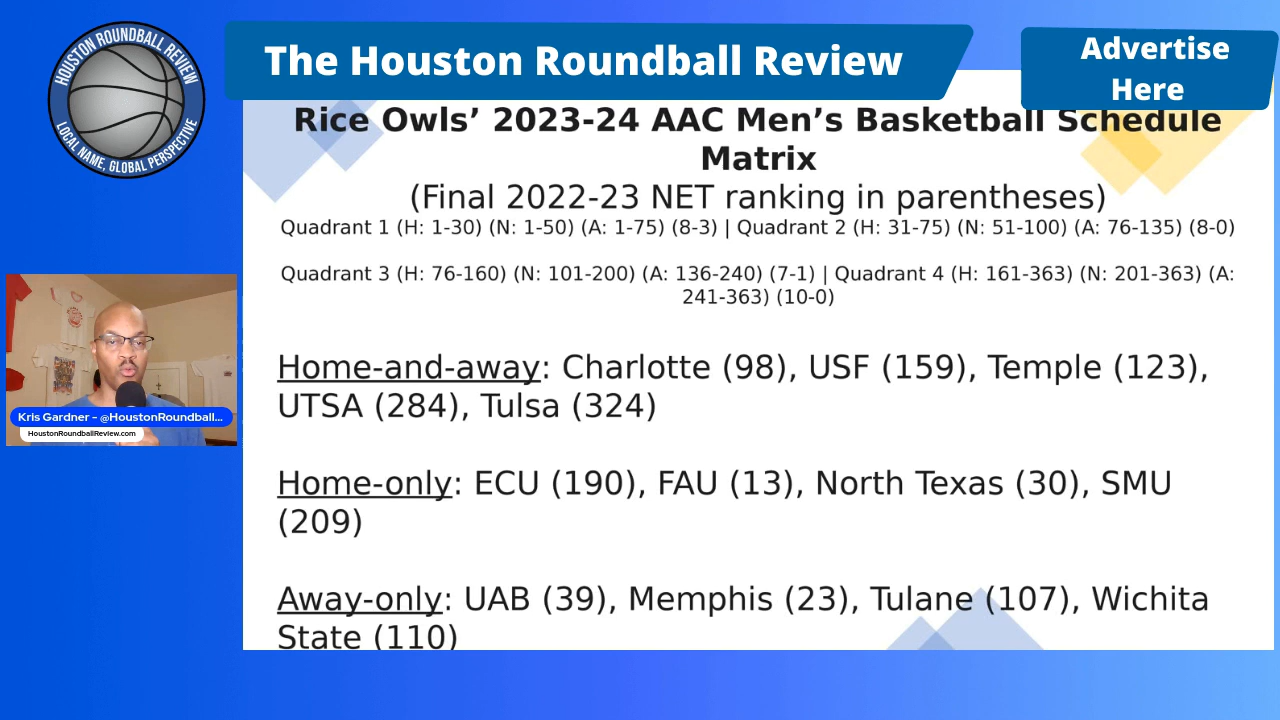 HOUSTON ROUNDBALL REVIEW
LOCAL NAME, GLOBAL PERSPECTIVE
The Houston Roundball Review
Advertise
Here
Rice Owls’ 2023-24 AAC Men’s Basketball Schedule
Matrix
(Final 2022-23 NET ranking in parentheses)
Quadrant 1 (H: 1-30) (N: 1-50) (A: 1-75) (8-3) | Quadrant 2 (H: 31-75) (N: 51-100) (A: 76-135) (8-0)
Quadrant 3 (H: 76-160) (N: 101-200) (A: 136-240) (7-1) | Quadrant 4 (H: 161-363) (N: 201-363) (A:
241-363) (10-0)
Home-and-away: Charlotte (98), USF (159), Temple (123),
UTSA (284), Tulsa (324)
Home-only: ECU (190), FAU (13), North Texas (30), SMU
(209)
Away-only: UAB (39), Memphis (23), Tulane (107), Wichita
State (110)
Kris Gardner - @HoustonRoundball...
HoustonRoundballReview.com